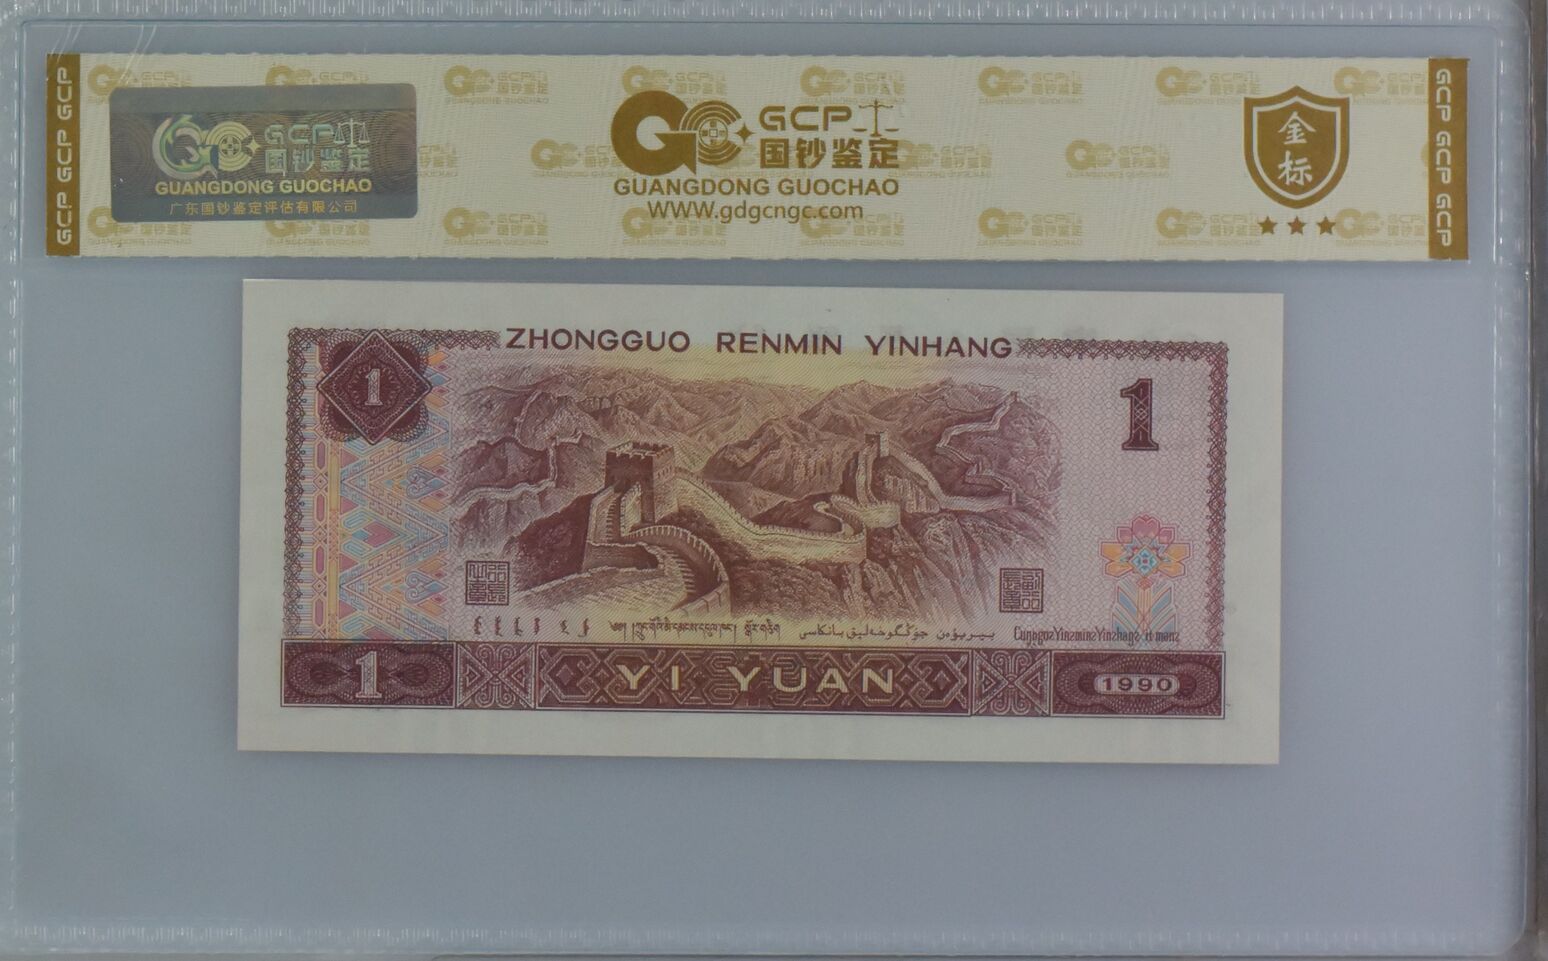 GCP GCP GCP
GCP
国钞鉴定
GUANGDONG GUOCHAO
广东国钞鉴定评估有限公司
GCP
国钞鉴定
GUANGDONG GUOCHAO
WWW.gdgcngc.com
金标
GCP GCP GCP
ZHONGGUO RENMIN YINHANG
1
1
1
YI YUAN
1990